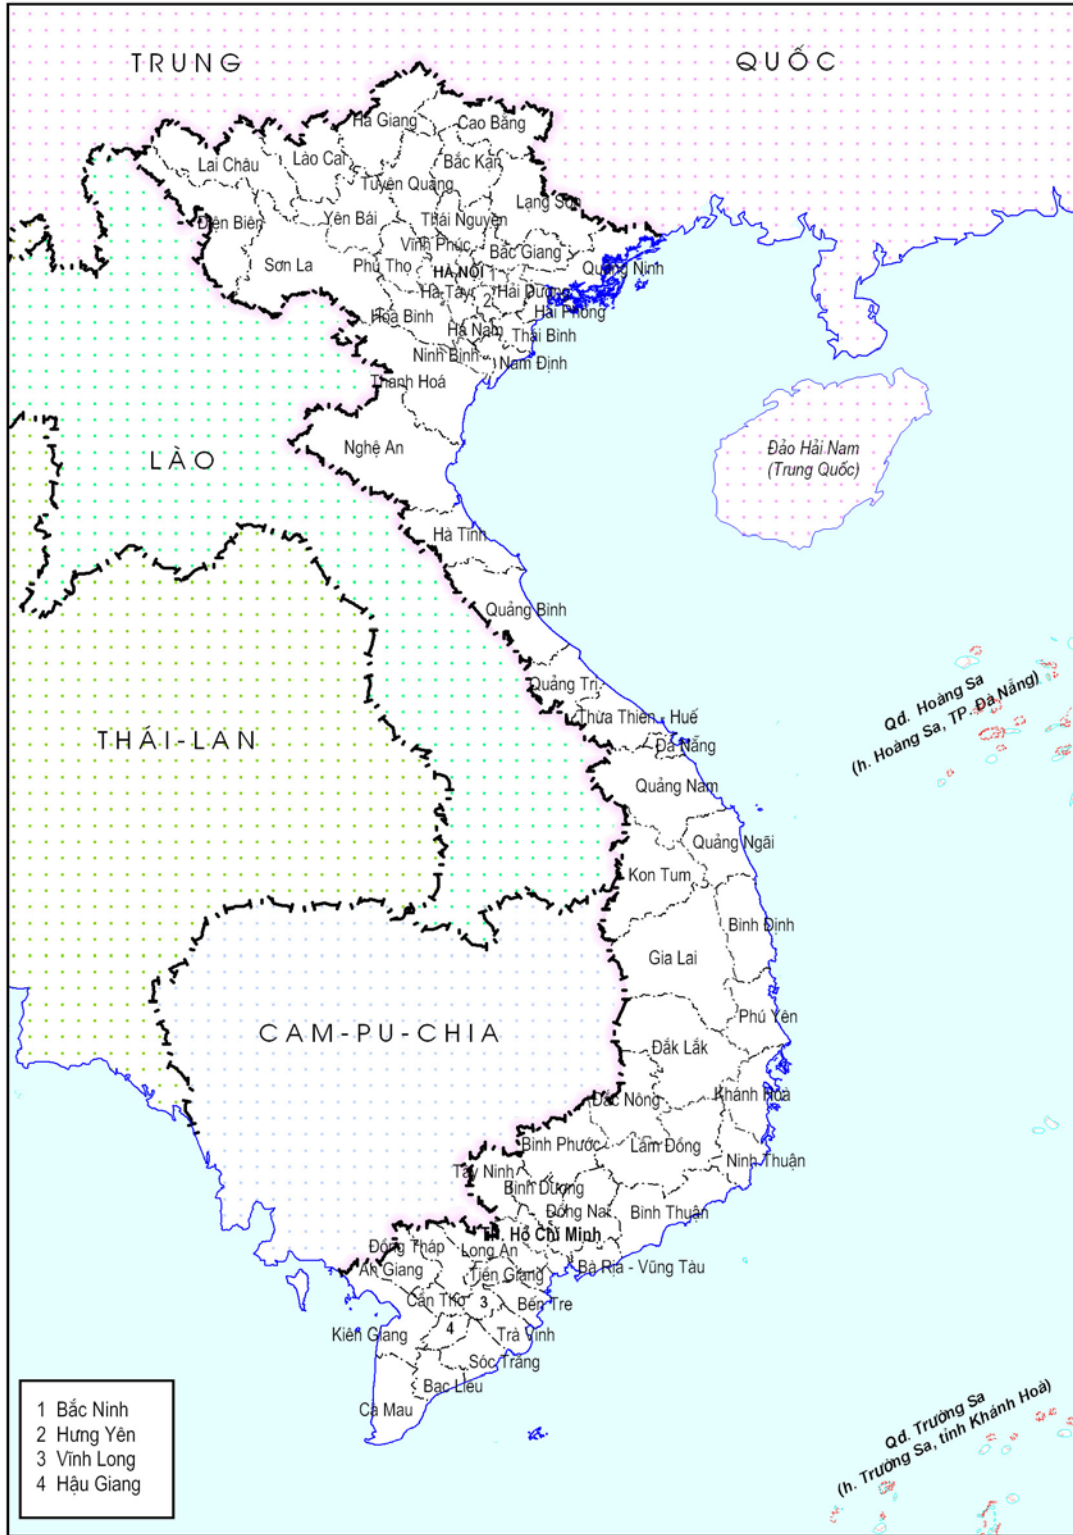 TRUNG QUỐC
Hà Giang
Cao Bằng
Lai Châu
Lào Cai
Bắc Kạn
Tuyên Quang
Lạng Sơn
Điện Biên
Yên Bái
Thái Nguyên
Vĩnh Phúc
Bắc Giang
Sơn La
Phú Thọ
HÀ NỘI
1
Quảng Ninh
Hà Tây
2
Hải Dương
Hoà Bình
Hải Phòng
Hà Nam
Thái Bình
Ninh Bình
Nam Định
Thanh Hoá
Nghệ An
LÀO
Đảo Hải Nam
(Trung Quốc)
Hà Tĩnh
Quảng Bình
Quảng Trị
Thừa Thiên - Huế
Qđ. Hoàng Sa
(h. Hoàng Sa, TP. Đà Nẵng)
THÁI-LAN
Đà Nẵng
Quảng Nam
Quảng Ngãi
Kon Tum
Bình Định
Gia Lai
Phú Yên
CAM-PU-CHIA
Đắk Lắk
Khánh Hoà
Đắc Nông
Bình Phước
Lâm Đồng
Ninh Thuận
Tây Ninh
Bình Dương
Đồng Nai
Bình Thuận
TP. Hồ Chí Minh
Đồng Tháp
Long An
An Giang
Tiền Giang
Bà Rịa - Vũng Tàu
Cần Thơ
3
Bến Tre
Kiên Giang
4
Trà Vinh
Sóc Trăng
Bạc Liêu
Cà Mau
Qđ. Trường Sa
(h. Trường Sa, tỉnh Khánh Hoà)
1 Bắc Ninh
2 Hưng Yên
3 Vĩnh Long
4 Hậu Giang